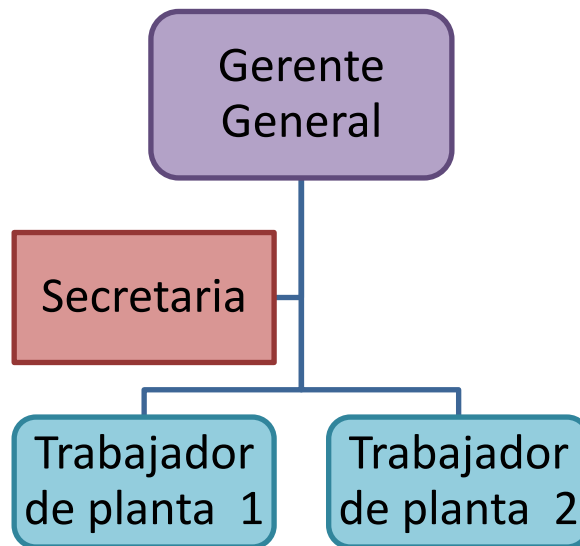 Gerente
General
Secretaria
Trabajador
de planta  1
Trabajador
de planta  2